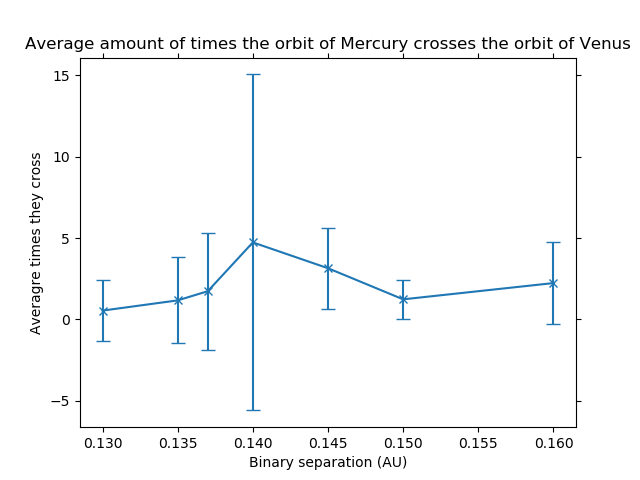 Average amount of times the orbit of Mercury crosses the orbit of Venus
15
10
5
0
−5
Averagre times they cross
0.130 0.135 0.140 0.145 0.150 0.155 0.160
Binary separation (AU)